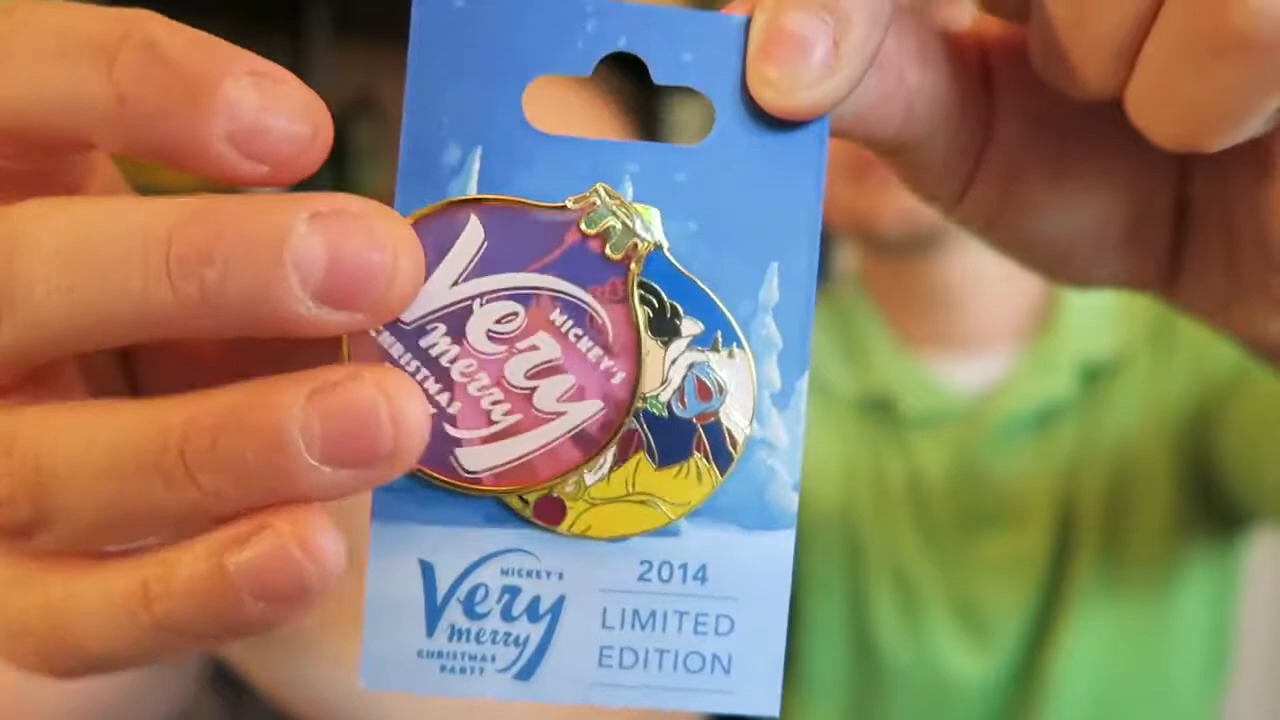 MICKEY'S
Very
merry
CHRISTMAS
MICKEY'S
Very
merry
CHRISTMAS
PARTY
2014
LIMITED
EDITION